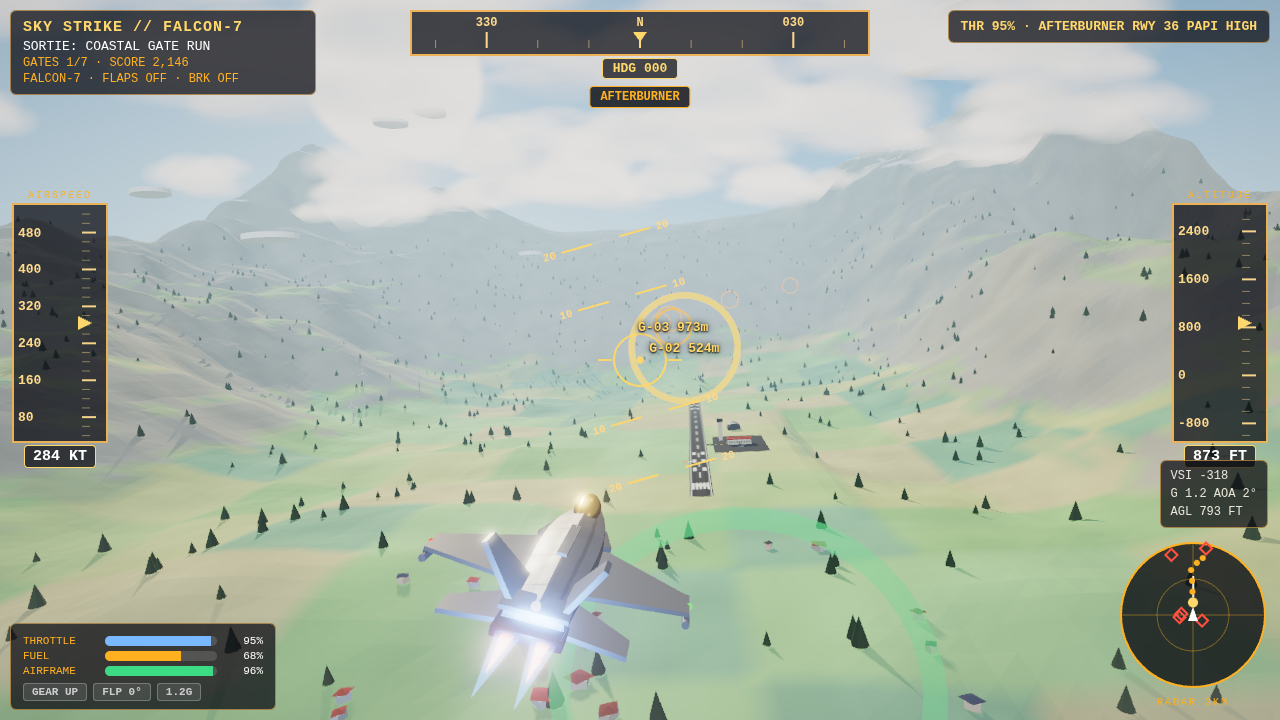 SKY STRIKE // FALCON-7
SORTIE: COASTAL GATE RUN
GATES 1/7 · SCORE 2,146
FALCON-7 · FLAPS OFF · BRK OFF
330 N 030
HDG 000
AFTERBURNER
THR 95% · AFTERBURNER RWY 36 PAPI HIGH
AIRSPEED
480
400
320
240
160
80
284 KT
20 20
10 10
G-03 973m
G-02 524m
10 10
20 20
ALTITUDE
2400
1600
800
0
-800
873 FT
VSI -318
G 1.2 AOA 2°
AGL 793 FT
THROTTLE 95%
FUEL 68%
AIRFRAME 96%
GEAR UP FLP 0° 1.2G